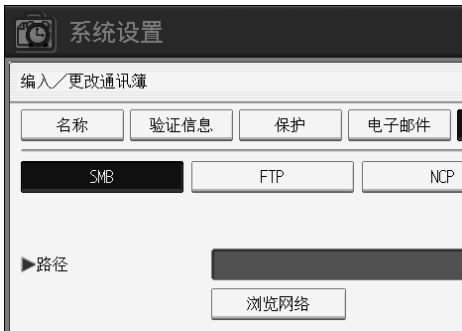 系统设置
编入／更改通讯簿
名称 验证信息 保护 电子邮件
SMB FTP NCP
▶路径
浏览网络